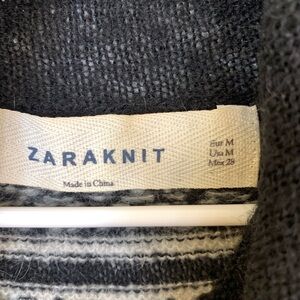 ZARAKNIT
Eur M
Usa M
Mex 28
Made in China